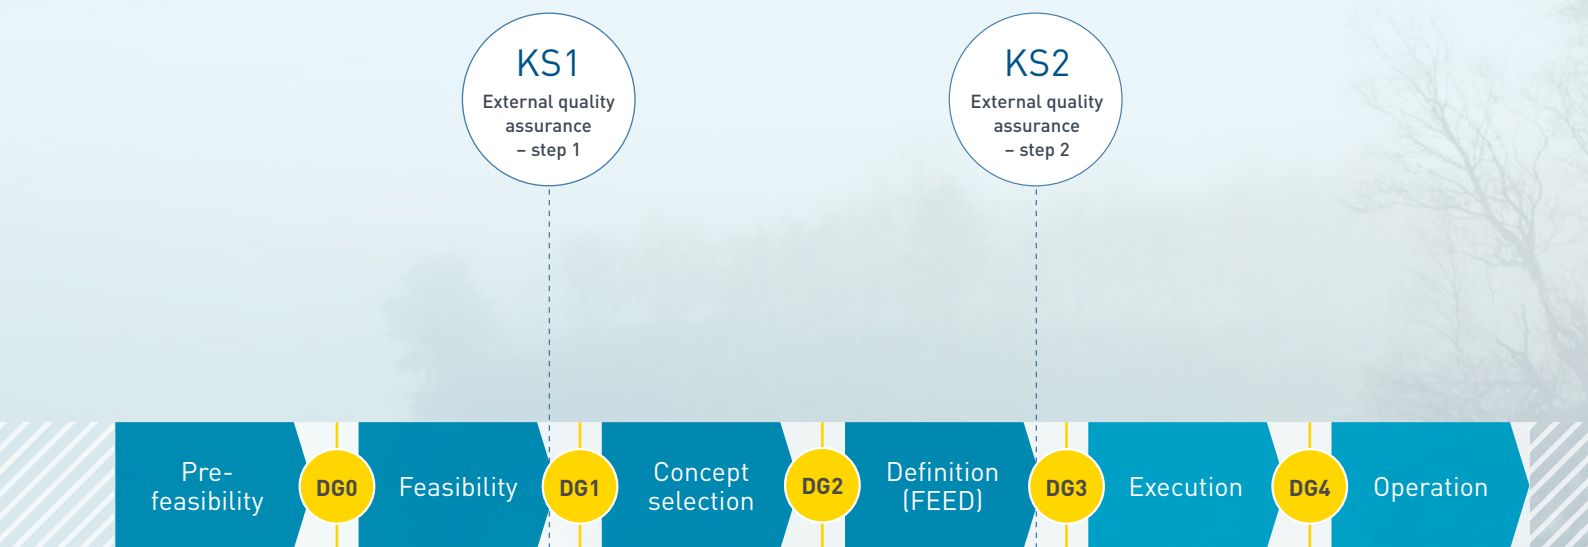 KS1
External quality
assurance
– step 1
KS2
External quality
assurance
– step 2
Pre-
feasibility
DG0
Feasibility
DG1
Concept
selection
DG2
Definition
(FEED)
DG3
Execution
DG4
Operation